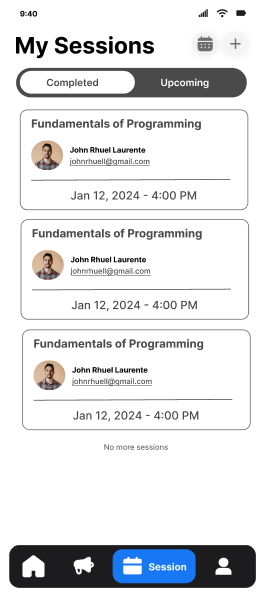 9:40
My Sessions
Completed
Upcoming
Fundamentals of Programming
John Rhuel Laurente
johnrhuell@gmail.com
Jan 12, 2024 - 4:00 PM
Fundamentals of Programming
John Rhuel Laurente
johnrhuell@gmail.com
Jan 12, 2024 - 4:00 PM
Fundamentals of Programming
John Rhuel Laurente
johnrhuell@gmail.com
Jan 12, 2024 - 4:00 PM
No more sessions
Session